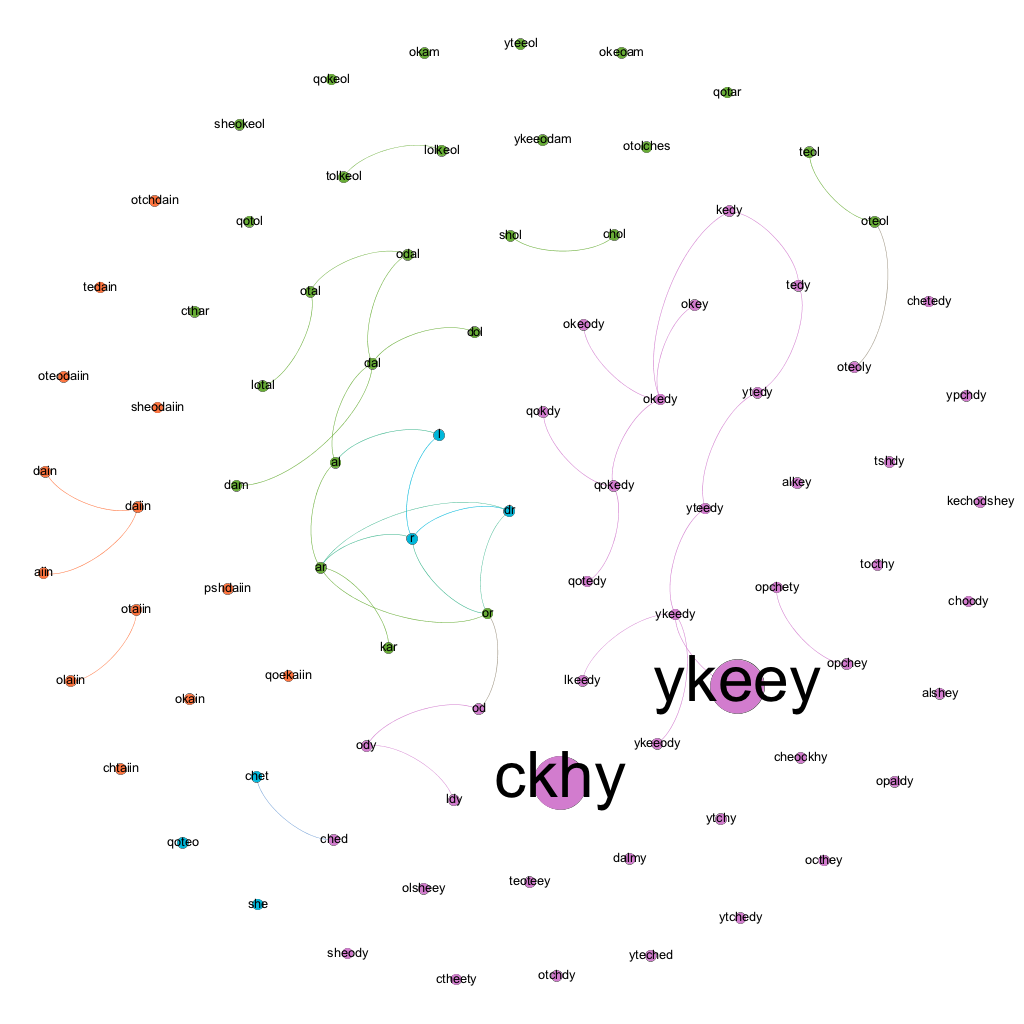 yteeol
okam
okeoam
qokeol
qotar
sheokeol
ykeeodam
otolches
lolkeol
teol
tolkeol
otchdain
kedy
qotol
oteol
shol
chol
odal
tedy
tedain
otal
chetedy
okey
cthar
okeody
dol
dal
oteoly
oteodaiin
lotal
ytedy
ypchdy
okedy
sheodaiin
qokdy
l
al
tshdy
dain
alkey
dam
qokedy
kechodshey
daiin
yteedy
dr
r
tocthy
ar
aiin
qotedy
opchety
pshdaiin
choody
otaiin
or
ykeedy
kar
opchey
qoekaiin
olaiin
lkeedy
ykeey
alshey
okain
od
ykeeody
ody
cheockhy
chtaiin
chet
ckhy
opaldy
ldy
ytchy
ched
qoteo
dalmy
octhey
teoteey
olsheey
she
ytchedy
sheody
yteched
otchdy
ctheety